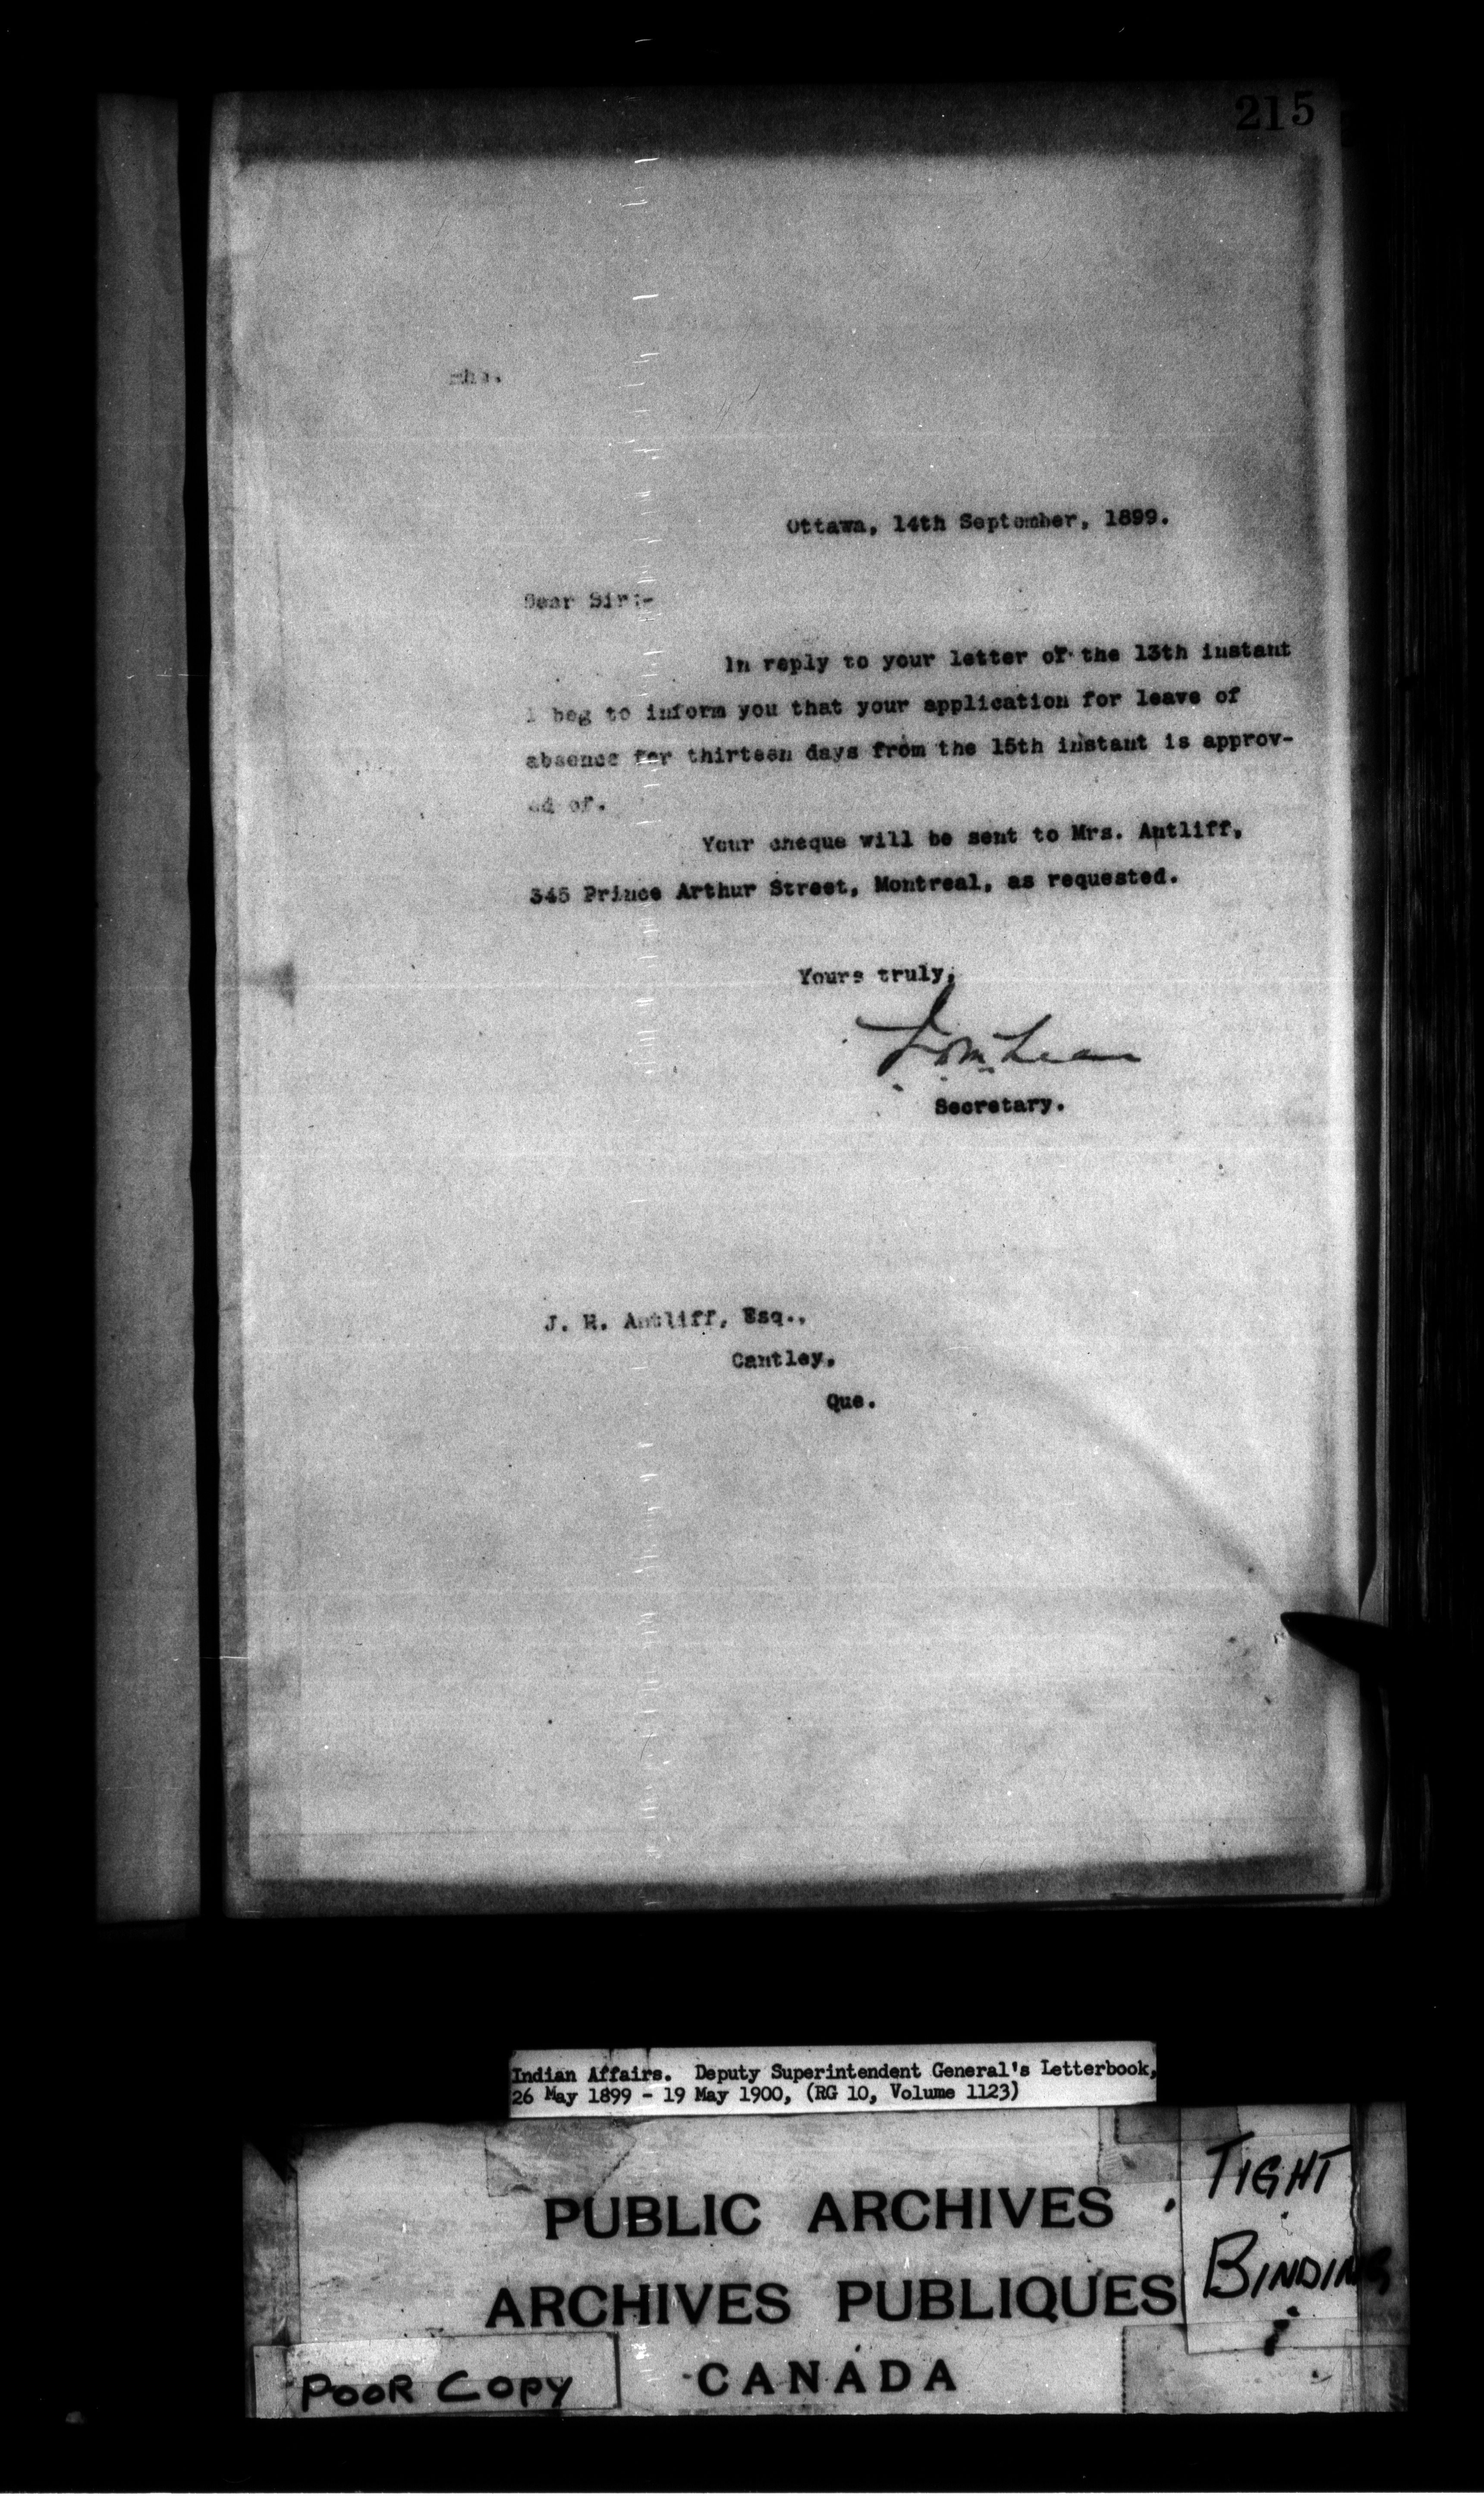 215
Ottawa, 14th September, 1899.
Dear Sir:-
In reply to your letter of the 13th instant
I beg to inform you that your application for leave of
absence for thirteen days from the 15th instant is approv-
ed of.
Your cheque will be sent to Mrs. Antliff,
345 Prince Arthur Street, Montreal, as requested.
Yours truly,
Secretary.
J. H. Antliff, Esq.,
Cantley,
Que.
Indian Affairs. Deputy Superintendent General's Letterbook,
26 May 1899 - 19 May 1900, (RG 10, Volume 1123)
PUBLIC ARCHIVES
ARCHIVES PUBLIQUES
CANADA
TIGHT
BINDING
POOR COPY